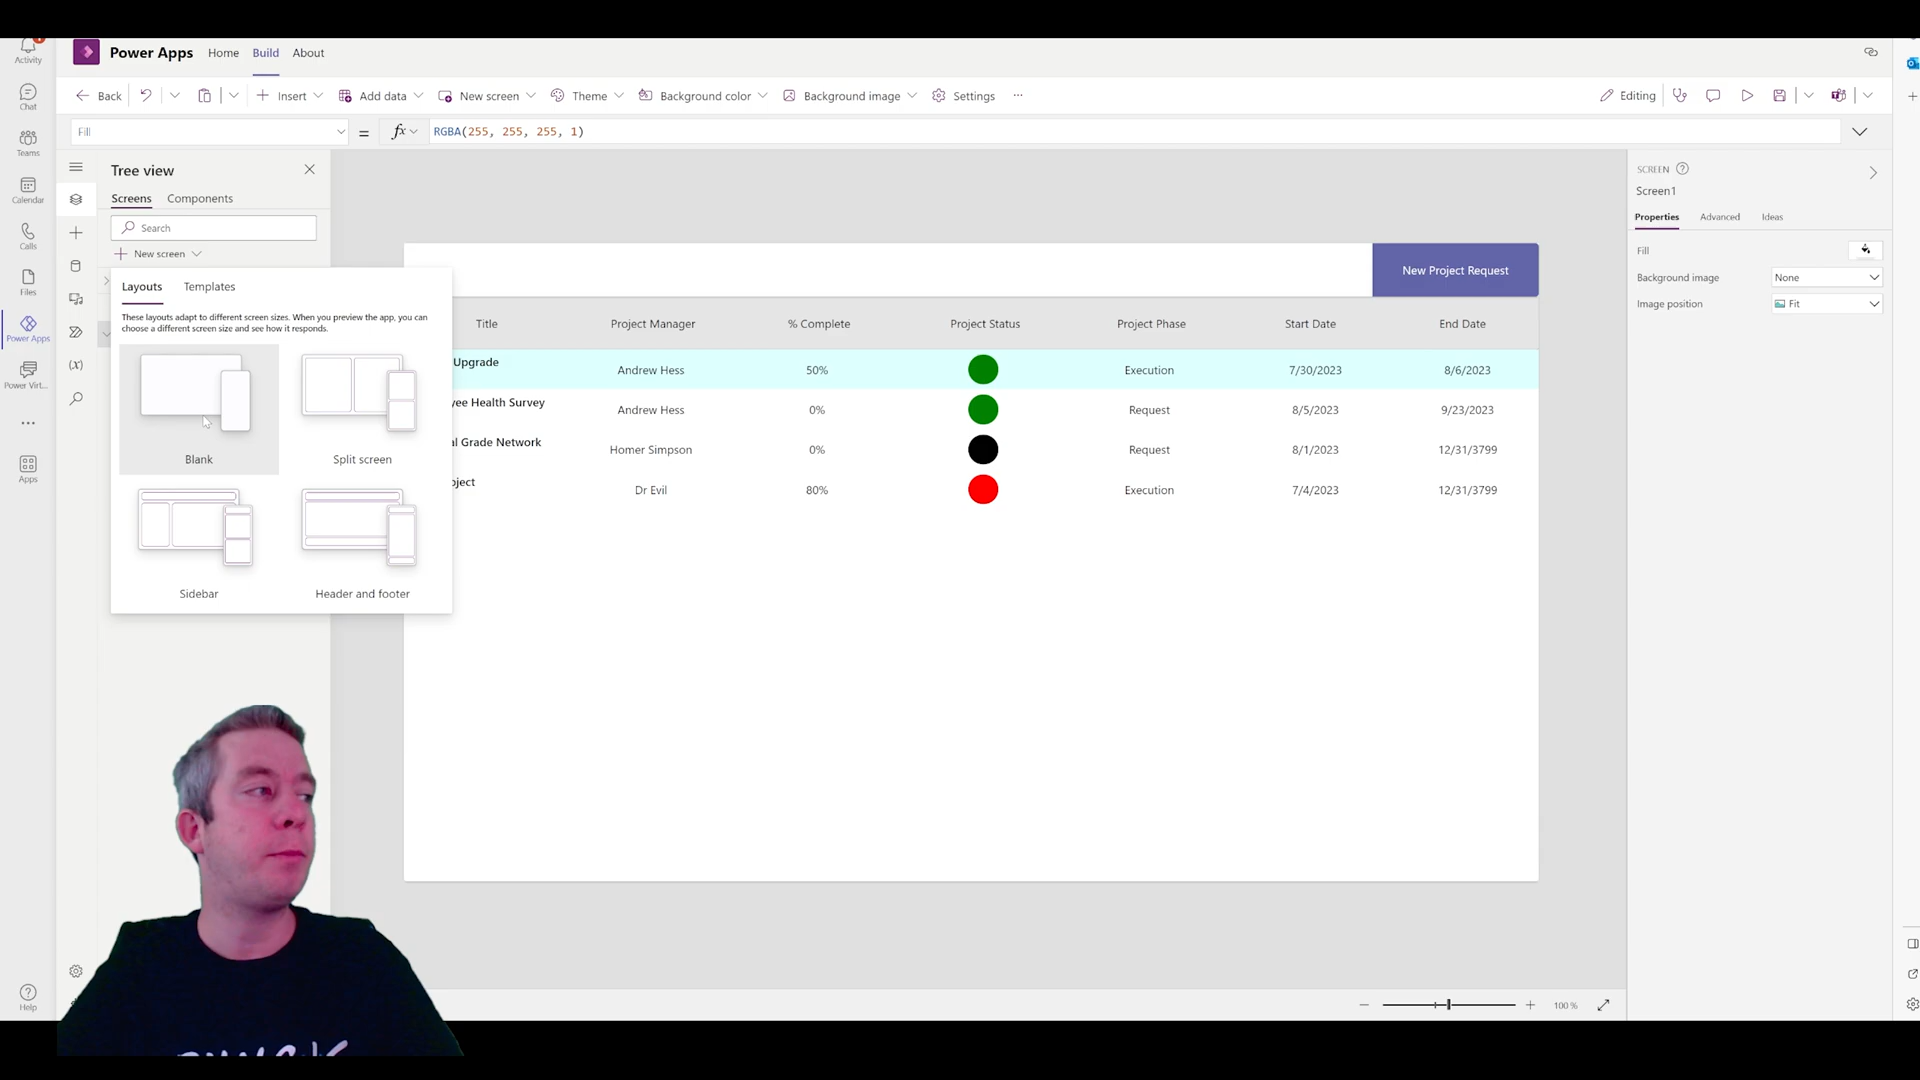 Activity
Chat
Teams
Calendar
Calls
Files
Power Apps
Power Virt...
Apps
Help
Power Apps Home Build About
Back Insert Add data New screen Theme Background color Background image Settings ... Editing
Fill = fx RGBA(255, 255, 255, 1)
Tree view
Screens Components
Search
New screen
Layouts Templates
These layouts adapt to different screen sizes. When you preview the app, you can
choose a different screen size and see how it responds.
Blank Split screen
Sidebar Header and footer
New Project Request
Title Project Manager % Complete Project Status Project Phase Start Date End Date
Upgrade Andrew Hess 50% Execution 7/30/2023 8/6/2023
yee Health Survey Andrew Hess 0% Request 8/5/2023 9/23/2023
al Grade Network Homer Simpson 0% Request 8/1/2023 12/31/3799
oject Dr Evil 80% Execution 7/4/2023 12/31/3799
SCREEN
Screen1
Properties Advanced Ideas
Fill
Background image None
Image position Fit
100 %